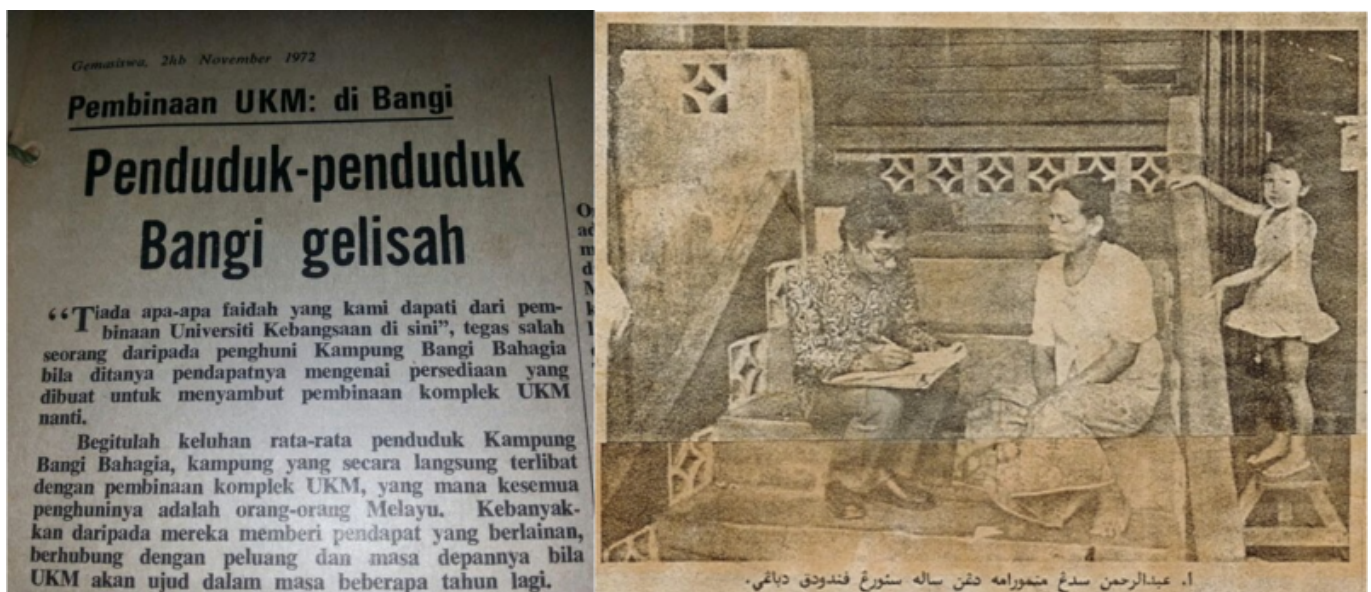 Gemasiswa, 2hb November 1972
Pembinaan UKM: di Bangi
Penduduk-penduduk
Bangi gelisah
“Tiada apa-apa faidah yang kami dapati dari pem-
binaan Universiti Kebangsaan di sini”, tegas salah
seorang daripada penghuni Kampung Bangi Bahagia
bila ditanya pendapatnya mengenai persediaan yang
dibuat untuk menyambut pembinaan komplek UKM
nanti.
Begitulah keluhan rata-rata penduduk Kampung
Bangi Bahagia, kampung yang secara langsung terlibat
dengan pembinaan komplek UKM, yang mana kesemua
penghuninya adalah orang-orang Melayu. Kebanyak-
kan daripada mereka memberi pendapat yang berlainan,
berhubung dengan peluang dan masa depannya bila
UKM akan ujud dalam masa beberapa tahun lagi.
ا. عبدالرحمن سدڠ منمورامه دڠن ساله سئورڠ ڤندودق دباڠي.